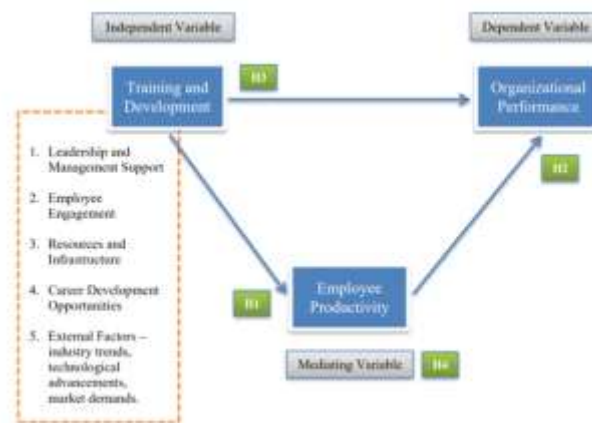 Independent Variable
Dependent Variable
Training and
Development
H3
Organizational
Performance
1. Leadership and
Management Support
2. Employee
Engagement
3. Resources and
Infrastructure
4. Career Development
Opportunities
5. External Factors –
industry trends,
technological
advancements,
market demands.
H2
H1
Employee
Productivity
Mediating Variable
H4